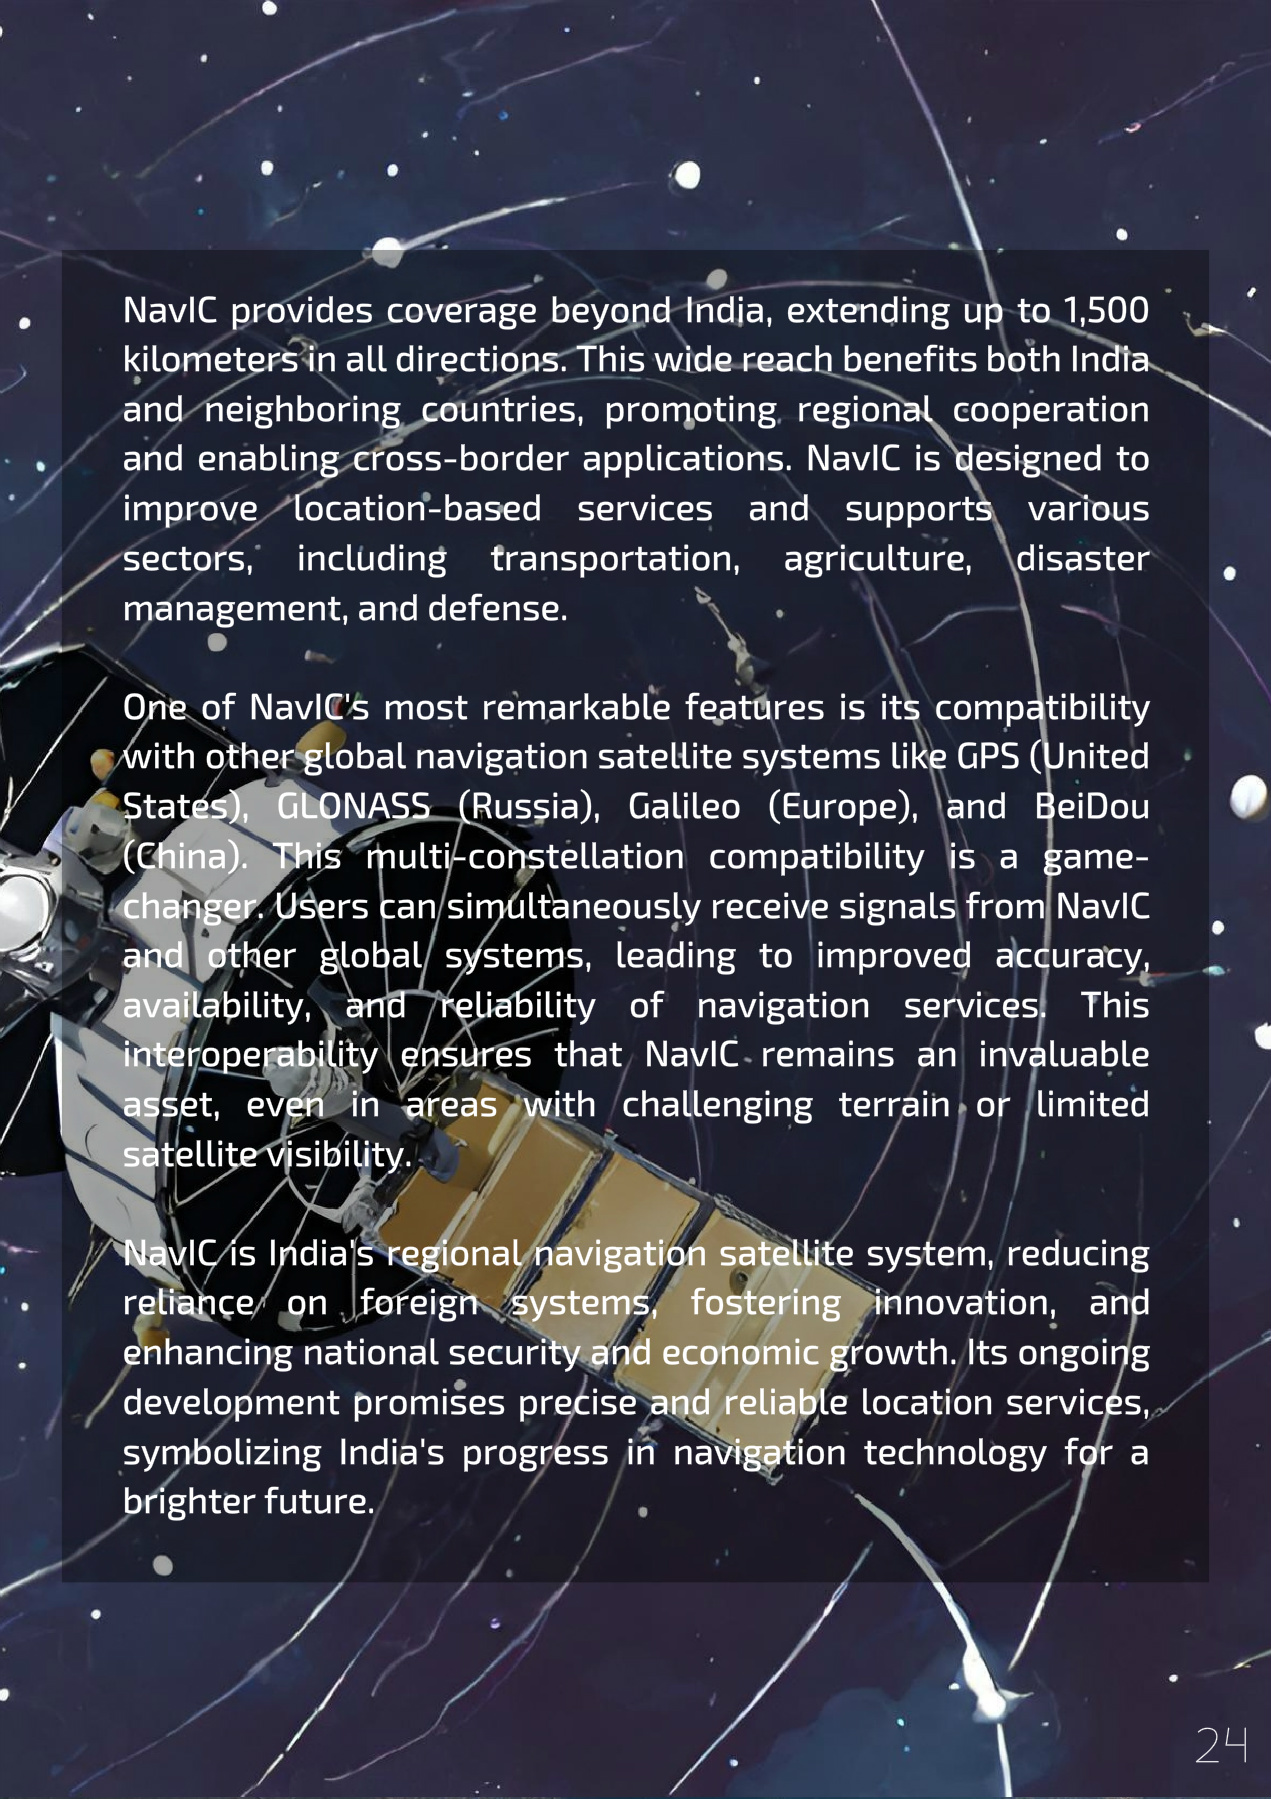 NavIC provides coverage beyond India, extending up to 1,500
kilometers in all directions. This wide reach benefits both India
and neighboring countries, promoting regional cooperation
and enabling cross-border applications. NavIC is designed to
improve location-based services and supports various
sectors, including transportation, agriculture, disaster
management, and defense.
One of NavIC's most remarkable features is its compatibility
with other global navigation satellite systems like GPS (United
States), GLONASS (Russia), Galileo (Europe), and BeiDou
(China). This multi-constellation compatibility is a game-
changer. Users can simultaneously receive signals from NavIC
and other global systems, leading to improved accuracy,
availability, and reliability of navigation services. This
interoperability ensures that NavIC remains an invaluable
asset, even in areas with challenging terrain or limited
satellite visibility.
NavIC is India's regional navigation satellite system, reducing
reliance on foreign systems, fostering innovation, and
enhancing national security and economic growth. Its ongoing
development promises precise and reliable location services,
symbolizing India's progress in navigation technology for a
brighter future.
24